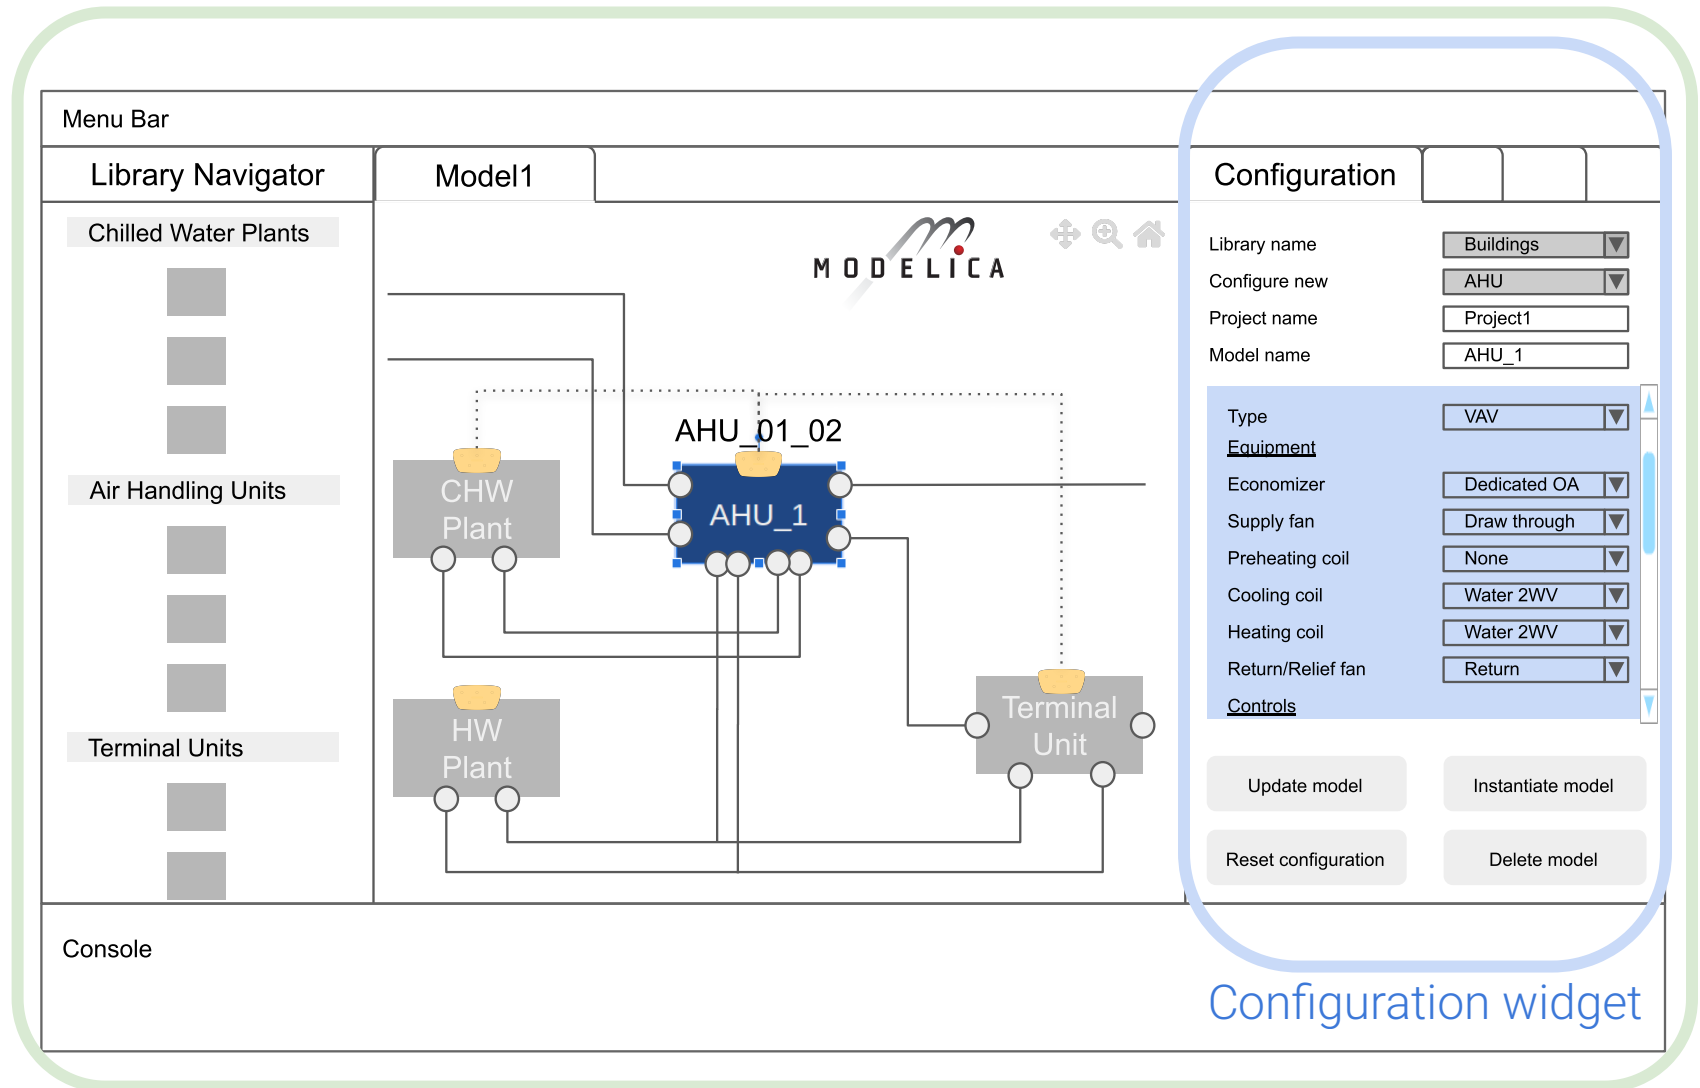 Menu Bar
Library Navigator
Model1
Configuration
Chilled Water Plants
Air Handling Units
Terminal Units
MODELICA
AHU_01_02
CHW
Plant
AHU_1
HW
Plant
Terminal
Unit
Library name Buildings
Configure new AHU
Project name Project1
Model name AHU_1
Type VAV
Equipment
Economizer Dedicated OA
Supply fan Draw through
Preheating coil None
Cooling coil Water 2WV
Heating coil Water 2WV
Return/Relief fan Return
Controls
Update model Instantiate model
Reset configuration Delete model
Console
Configuration widget